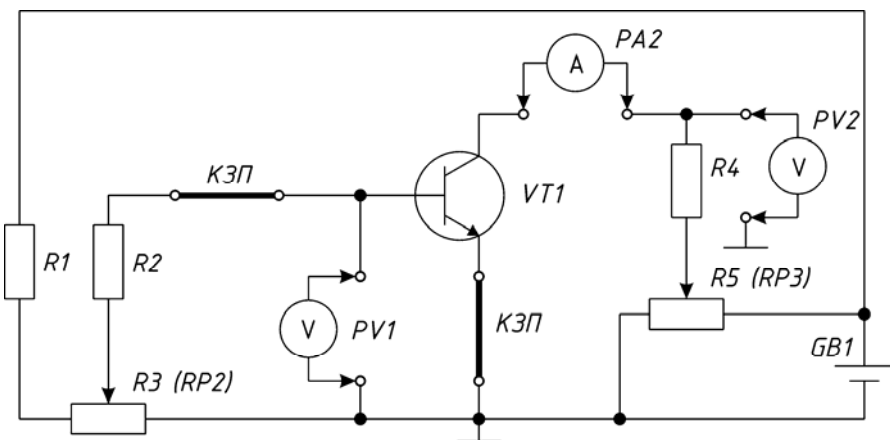 PA2
A
PV2
КЗП
R4
V
VT1
R1
R2
R5 (RP3)
V
PV1
КЗП
GB1
R3 (RP2)